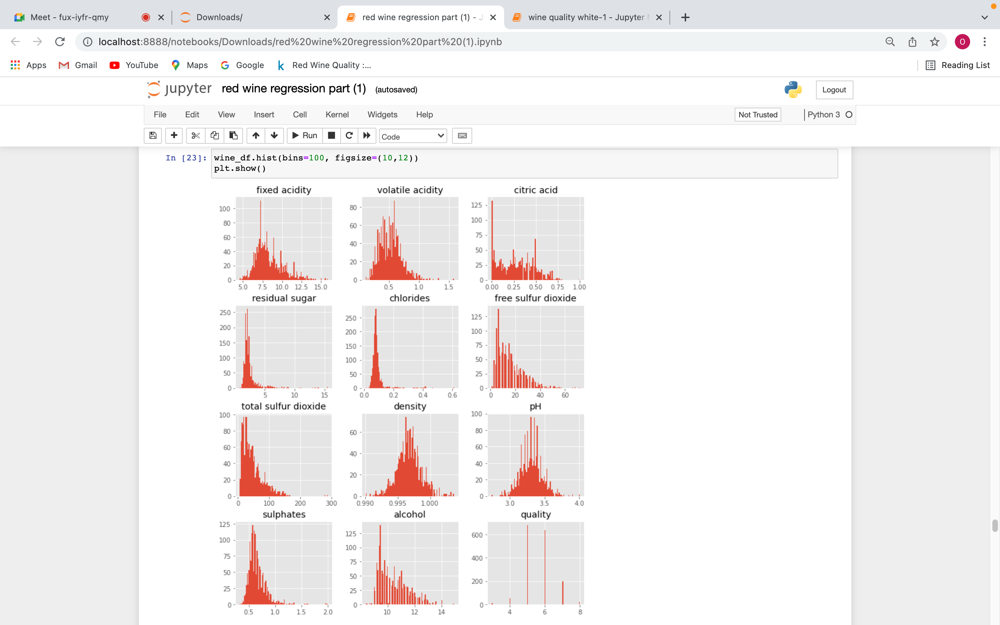 Meet - fux-iyfr-qmy
Downloads/
red wine regression part (1) - J
wine quality white-1 - Jupyter N
localhost:8888/notebooks/Downloads/red%20wine%20regression%20part%20(1).ipynb
O
Apps Gmail YouTube Maps Google Red Wine Quality :... Reading List
jupyter red wine regression part (1) (autosaved) Logout
File Edit View Insert Cell Kernel Widgets Help Not Trusted Python 3
Run Code
In [23]: wine_df.hist(bins=100, figsize=(10,12))
plt.show()
fixed acidity volatile acidity citric acid
100
80
60
40
20
0
5.0 7.5 10.0 12.5 15.0
80
60
40
20
0
0.5 1.0 1.5
125
100
75
50
25
0
0.00 0.25 0.50 0.75 1.00
residual sugar chlorides free sulfur dioxide
250
200
150
100
50
0
5 10 15
250
200
150
100
50
0
0.0 0.2 0.4 0.6
125
100
75
50
25
0
0 20 40 60
total sulfur dioxide density pH
100
80
60
40
20
0
0 100 200 300
60
40
20
0
0.990 0.995 1.000
100
80
60
40
20
0
3.0 3.5 4.0
sulphates alcohol quality
125
100
75
50
25
0
0.5 1.0 1.5 2.0
125
100
75
50
25
0
10 12 14
600
400
200
0
4 6 8